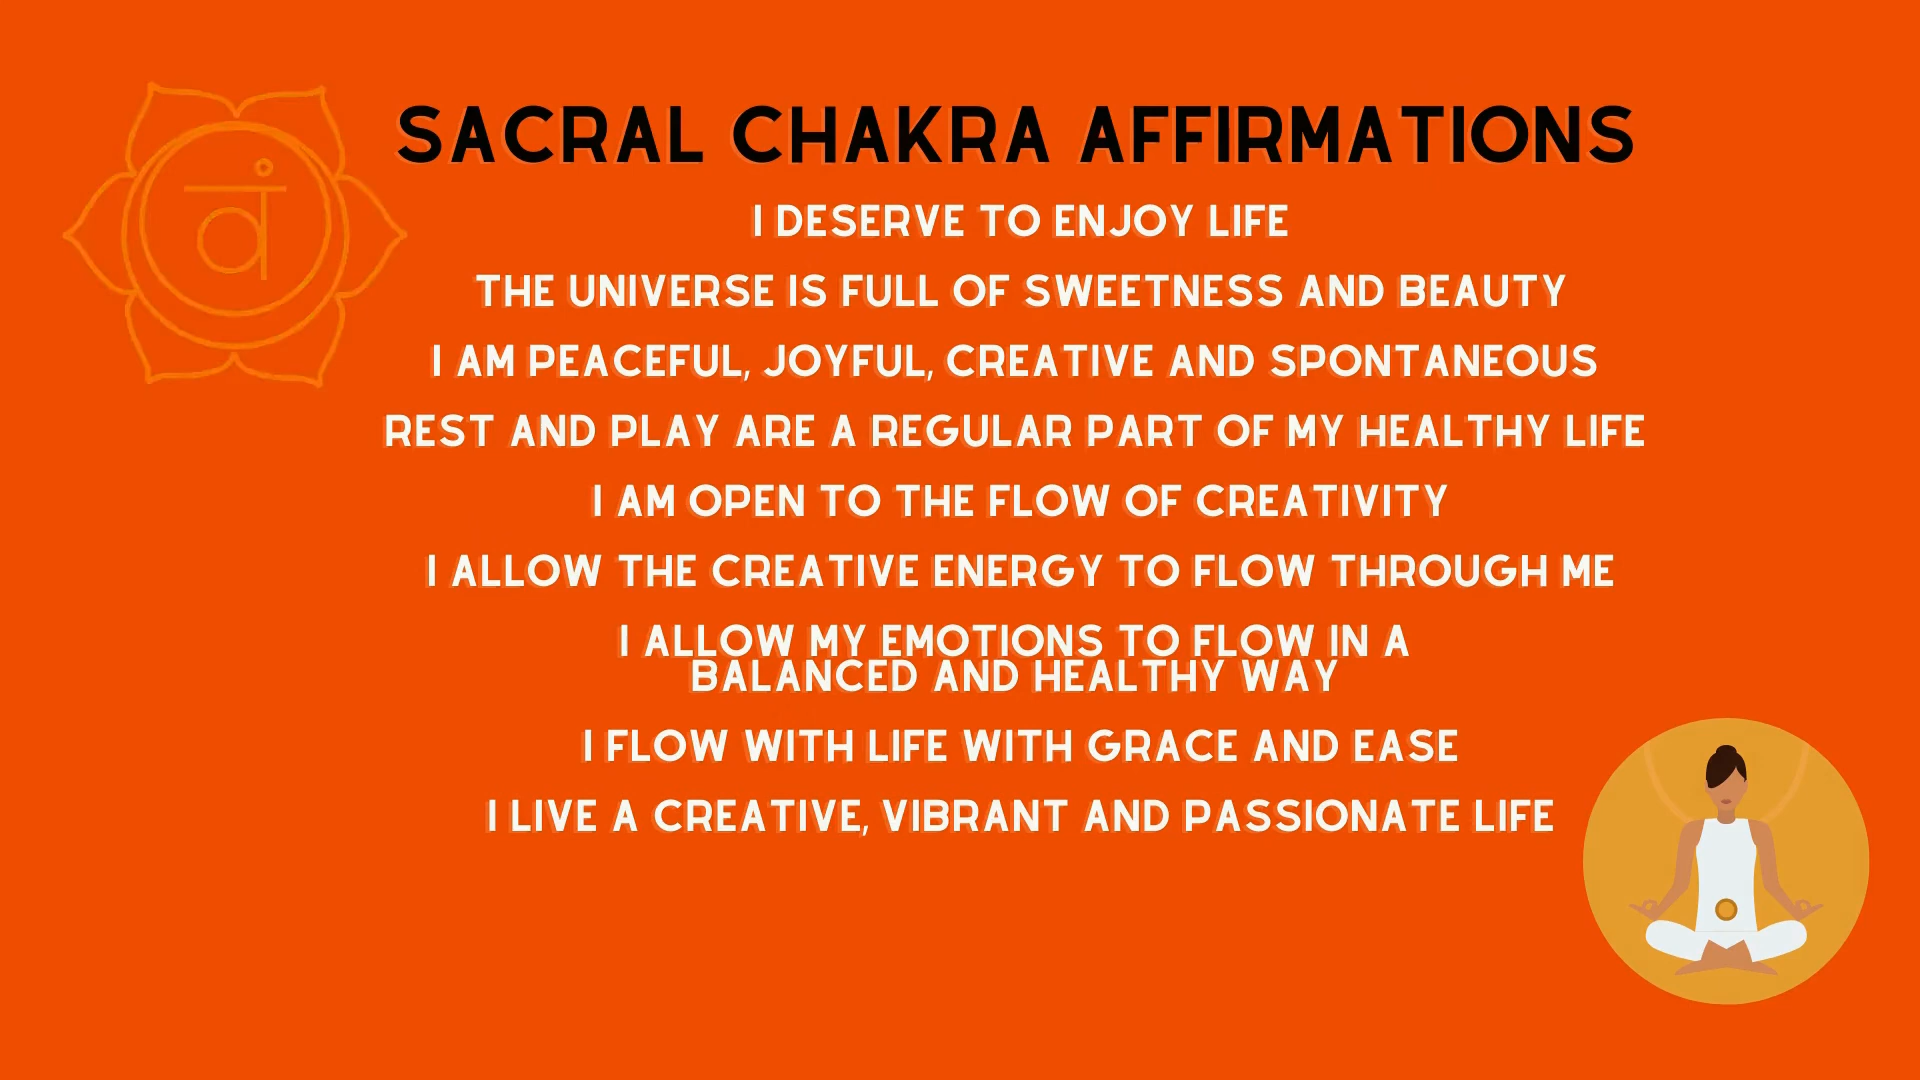 वं
SACRAL CHAKRA AFFIRMATIONS
I DESERVE TO ENJOY LIFE
THE UNIVERSE IS FULL OF SWEETNESS AND BEAUTY
I AM PEACEFUL, JOYFUL, CREATIVE AND SPONTANEOUS
REST AND PLAY ARE A REGULAR PART OF MY HEALTHY LIFE
I AM OPEN TO THE FLOW OF CREATIVITY
I ALLOW THE CREATIVE ENERGY TO FLOW THROUGH ME
I ALLOW MY EMOTIONS TO FLOW IN A
BALANCED AND HEALTHY WAY
I FLOW WITH LIFE WITH GRACE AND EASE
I LIVE A CREATIVE, VIBRANT AND PASSIONATE LIFE